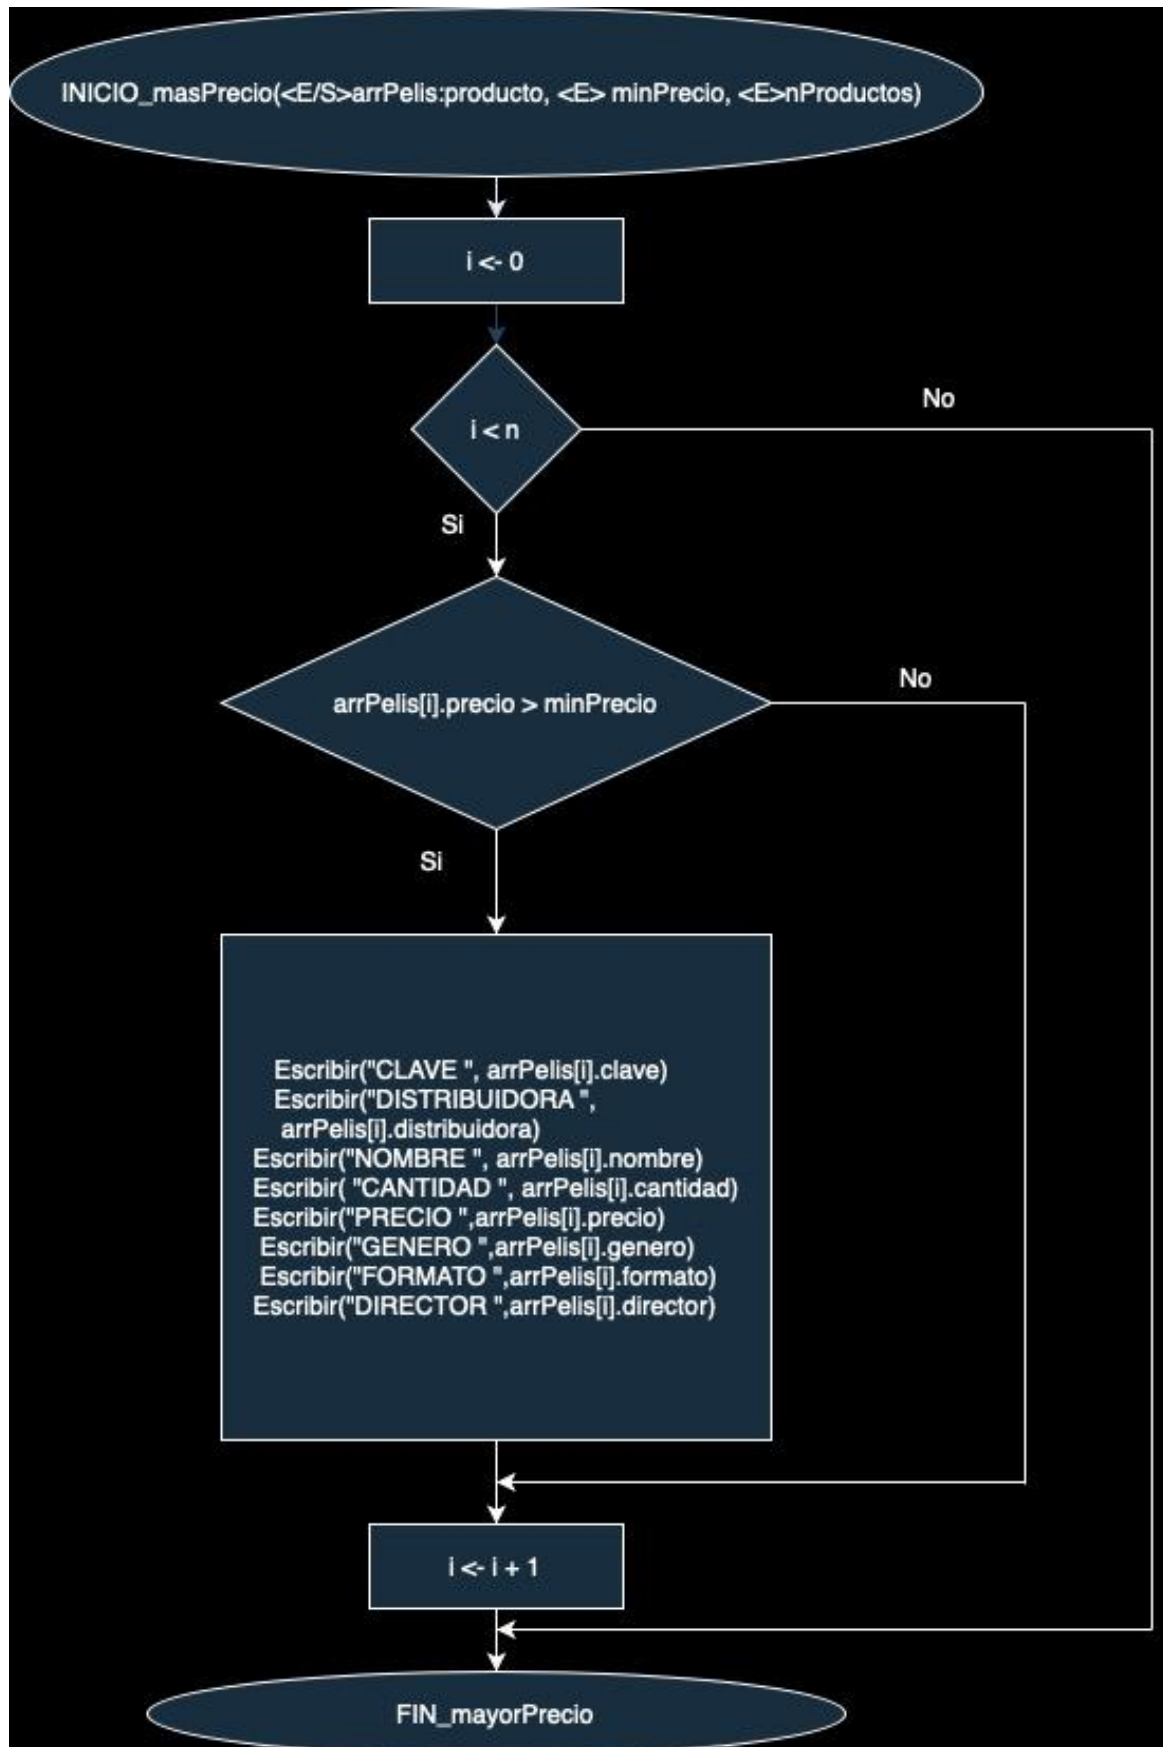 INICIO_masPrecio(<E/S>arrPelis:producto, <E> minPrecio, <E>nProductos)
i <- 0
No
i < n
Si
No
arrPelis[i].precio > minPrecio
Si
Escribir("CLAVE ", arrPelis[i].clave)
Escribir("DISTRIBUIDORA ",
arrPelis[i].distribuidora)
Escribir("NOMBRE ", arrPelis[i].nombre)
Escribir( "CANTIDAD ", arrPelis[i].cantidad)
Escribir("PRECIO ",arrPelis[i].precio)
Escribir("GENERO ",arrPelis[i].genero)
Escribir("FORMATO ",arrPelis[i].formato)
Escribir("DIRECTOR ",arrPelis[i].director)
i <- i + 1
FIN_mayorPrecio